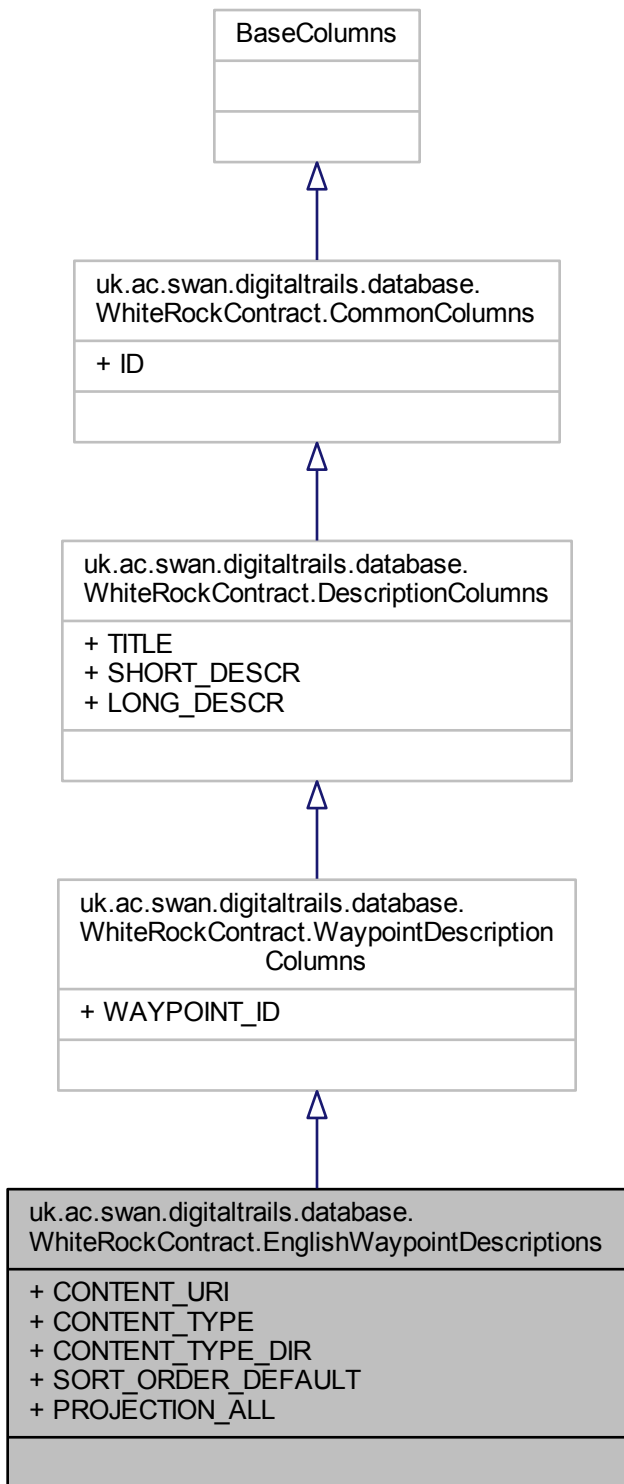 BaseColumns
uk.ac.swan.digitaltrails.database.
WhiteRockContract.CommonColumns
+ ID
uk.ac.swan.digitaltrails.database.
WhiteRockContract.DescriptionColumns
+ TITLE
+ SHORT_DESCR
+ LONG_DESCR
uk.ac.swan.digitaltrails.database.
WhiteRockContract.WaypointDescription
Columns
+ WAYPOINT_ID
uk.ac.swan.digitaltrails.database.
WhiteRockContract.EnglishWaypointDescriptions
+ CONTENT_URI
+ CONTENT_TYPE
+ CONTENT_TYPE_DIR
+ SORT_ORDER_DEFAULT
+ PROJECTION_ALL